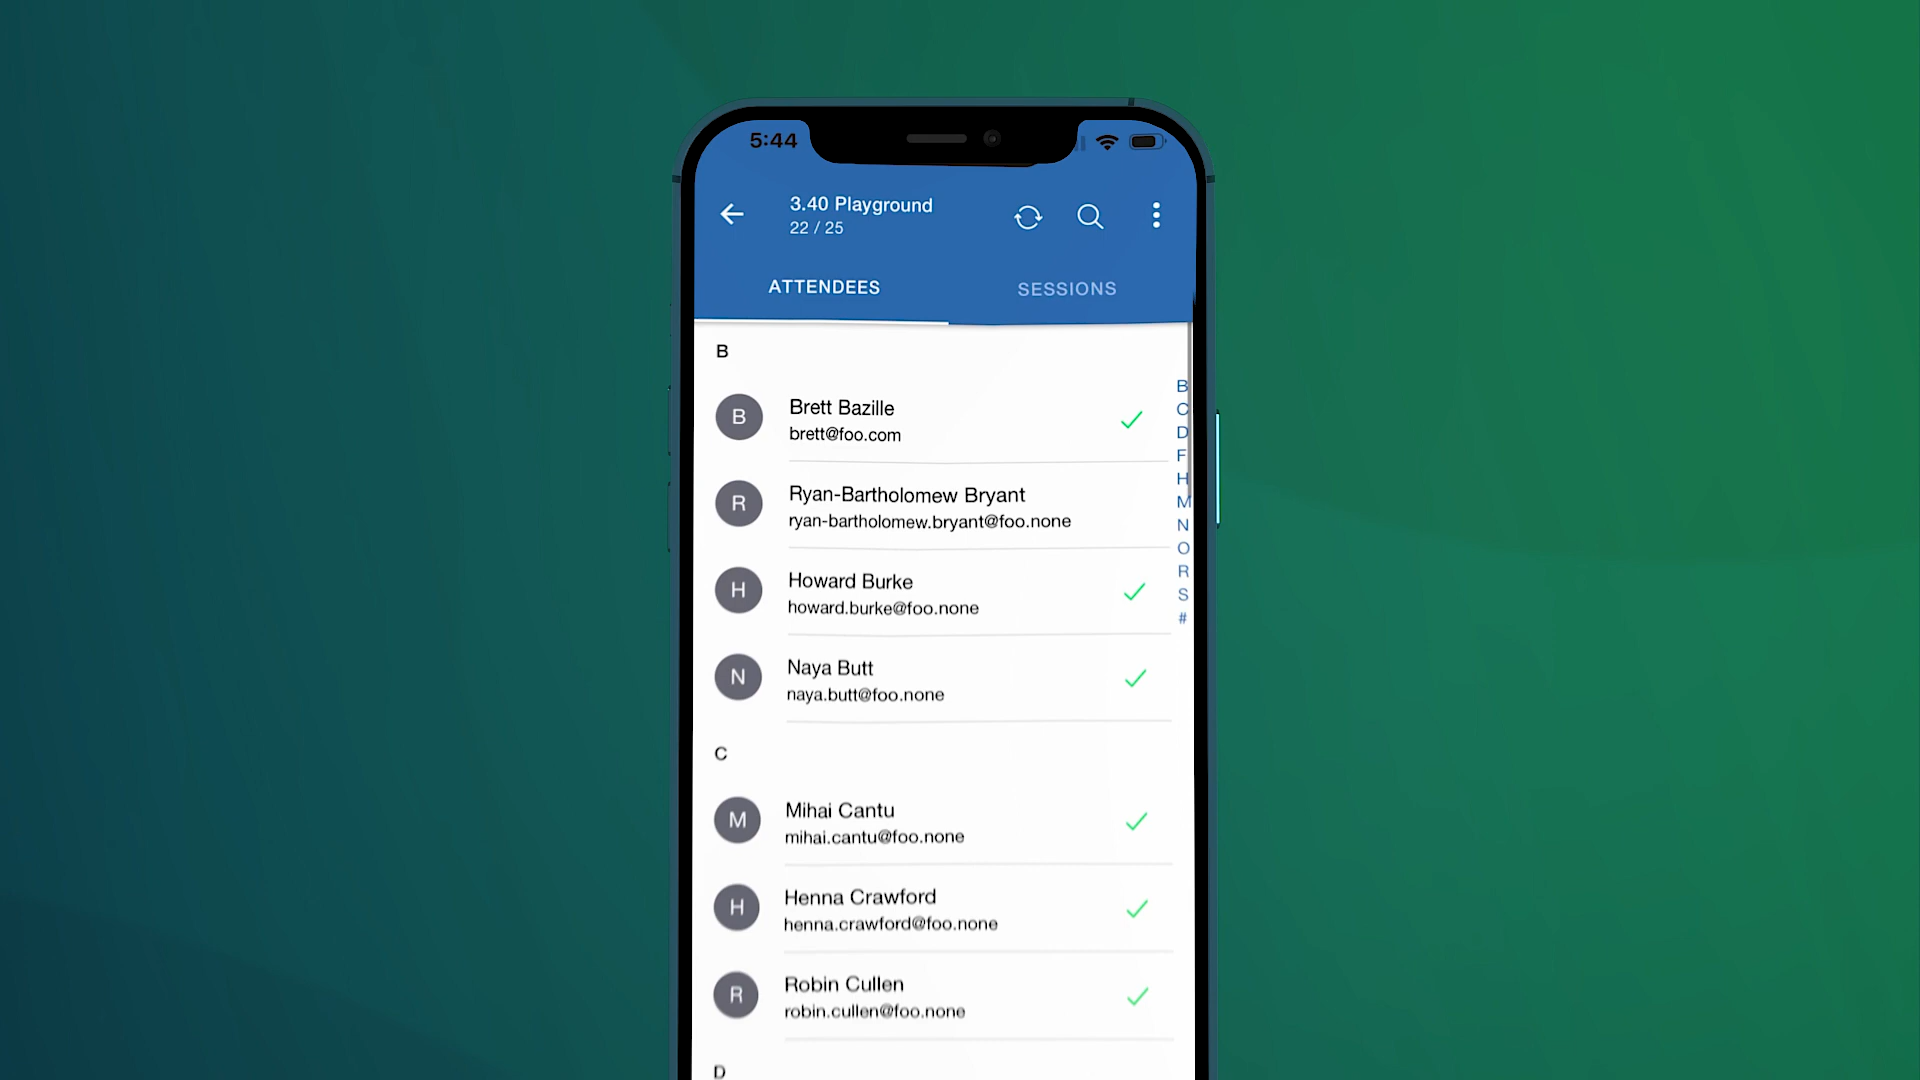 5:44
3.40 Playground
22 / 25
ATTENDEES
SESSIONS
B
B
Brett Bazille
brett@foo.com
R
Ryan-Bartholomew Bryant
ryan-bartholomew.bryant@foo.none
H
Howard Burke
howard.burke@foo.none
N
Naya Butt
naya.butt@foo.none
C
M
Mihai Cantu
mihai.cantu@foo.none
H
Henna Crawford
henna.crawford@foo.none
R
Robin Cullen
robin.cullen@foo.none
D
B
C
D
F
H
M
N
O
R
S
#